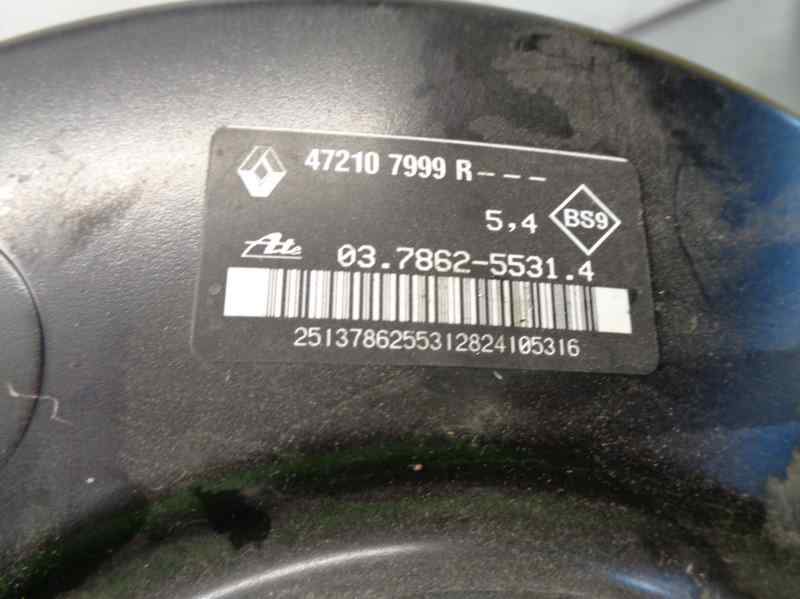 47210 7999 R---
5,4 BS9
Ate 03.7862-5531.4
2513786255312824105316